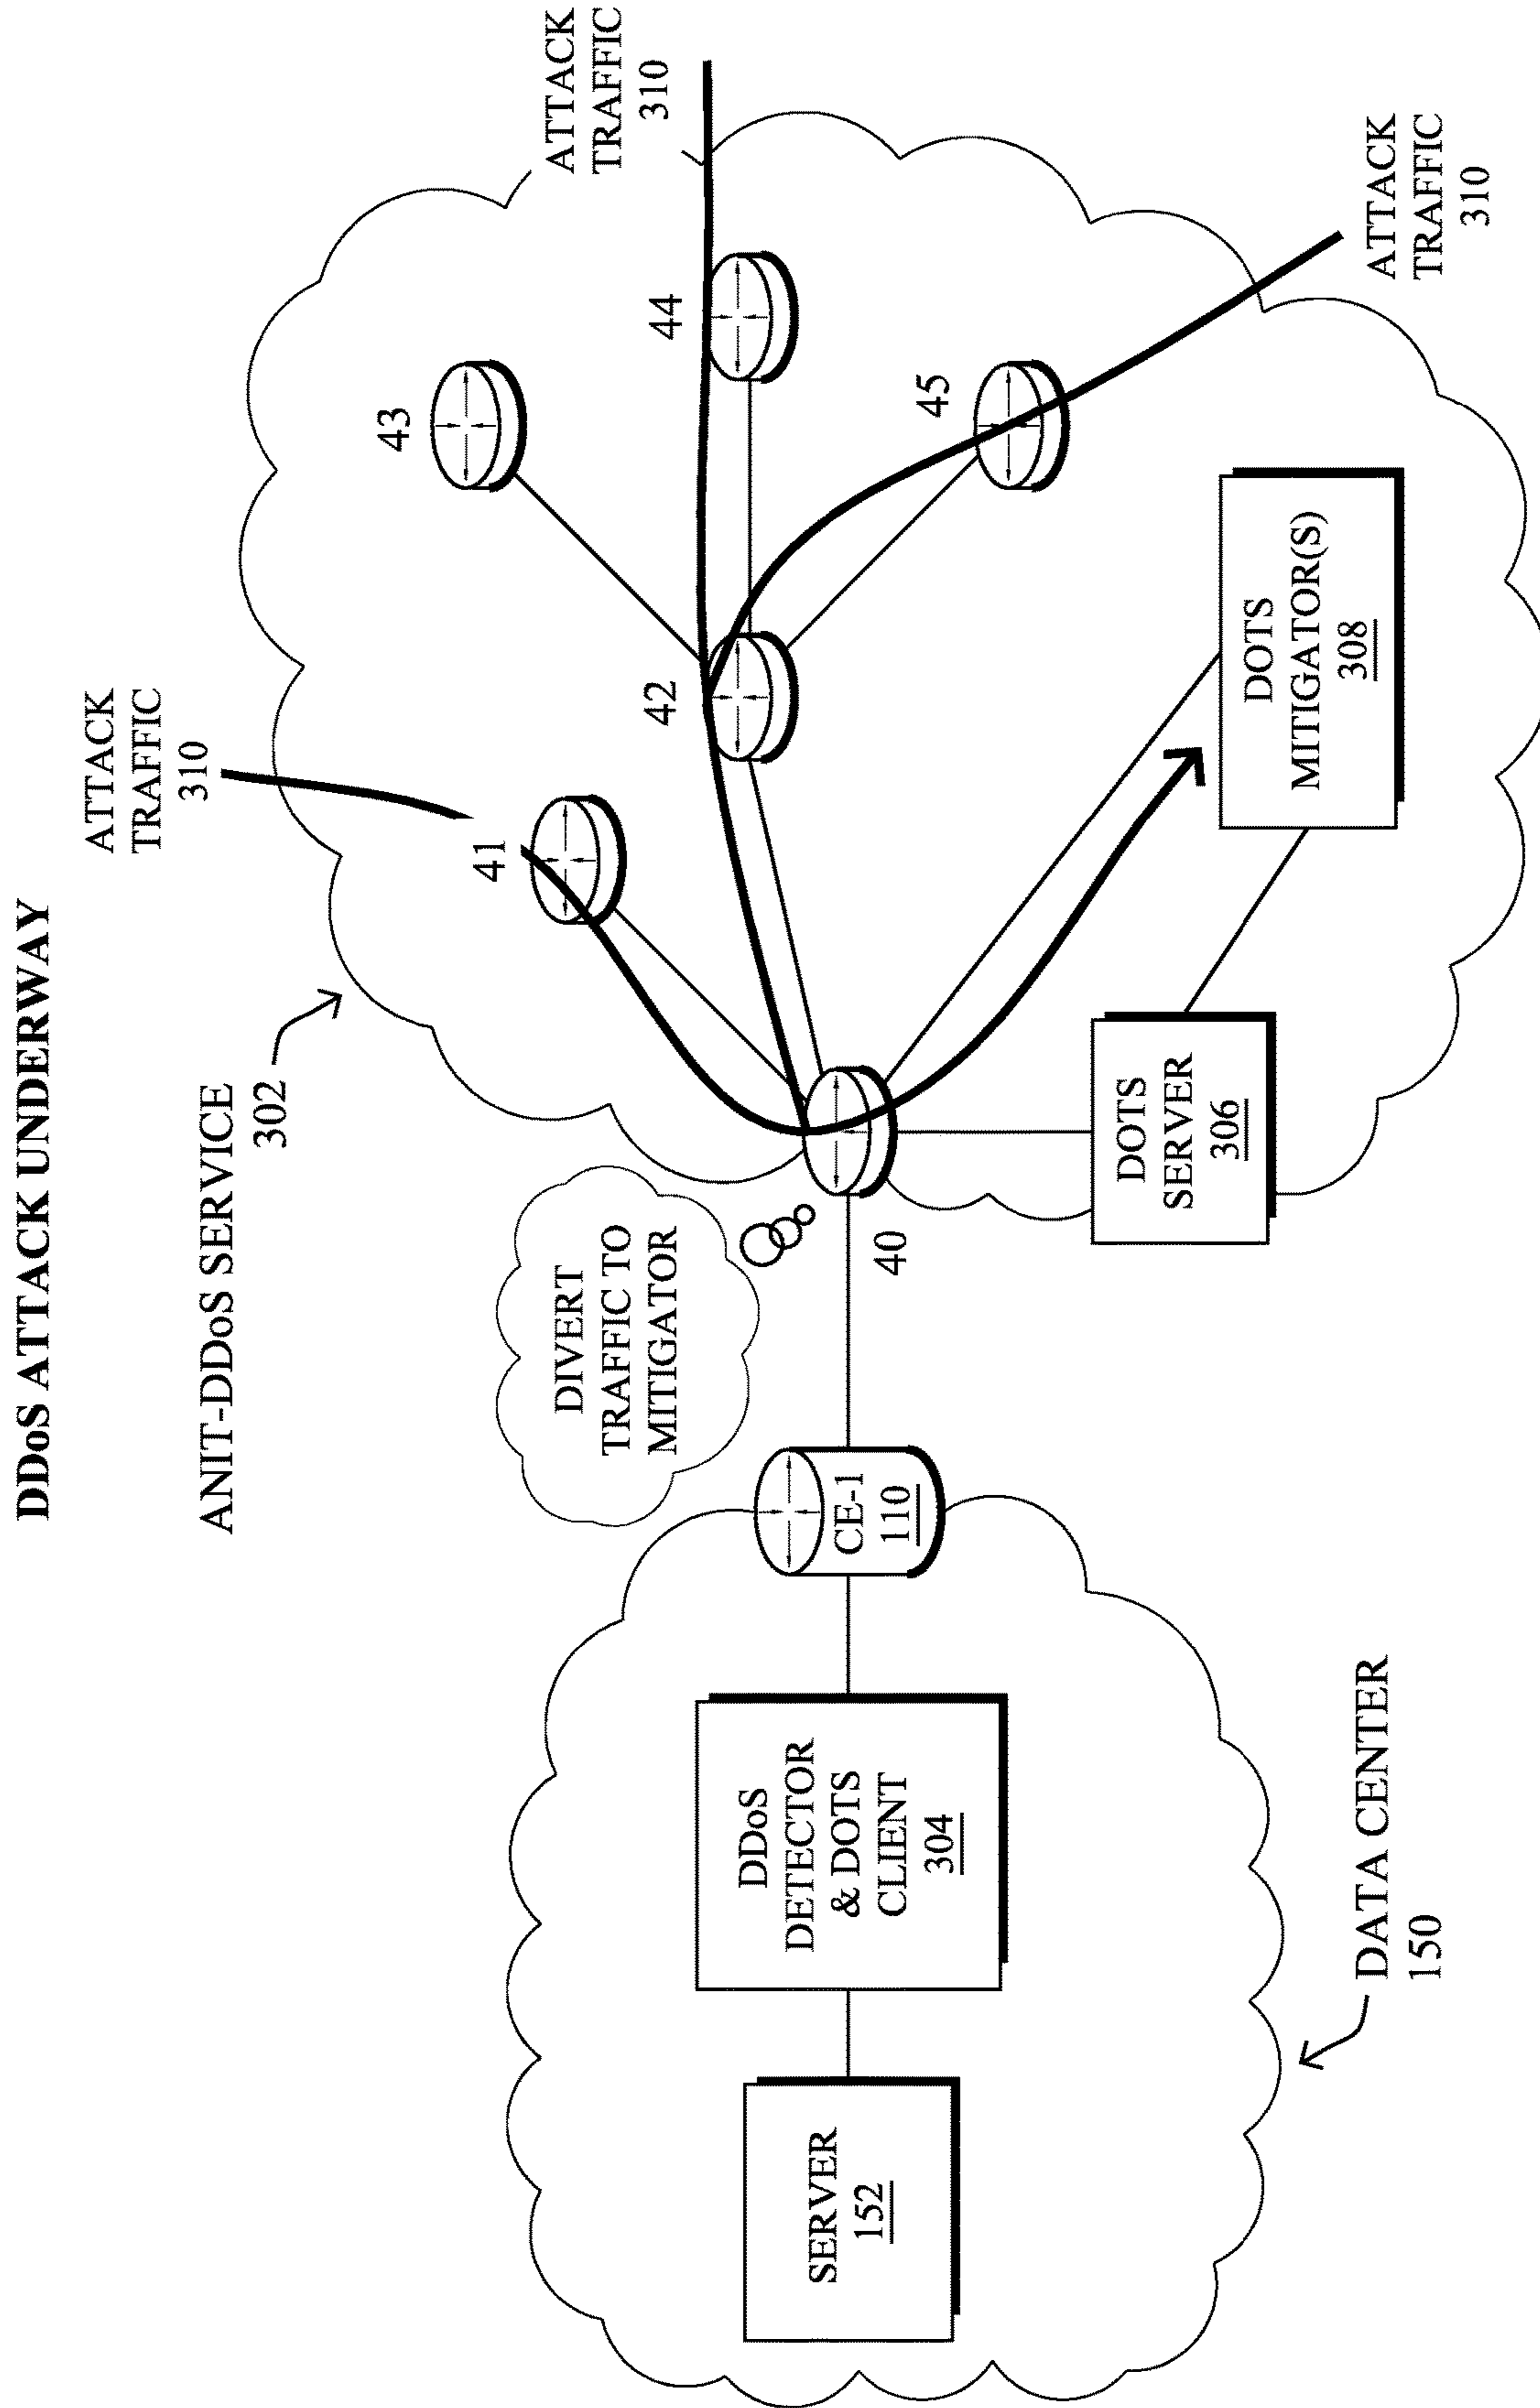 DDoS ATTACK UNDERWAY
ANIT-DDoS SERVICE
302
ATTACK
TRAFFIC
310
ATTACK
TRAFFIC
310
ATTACK
TRAFFIC
310
41
42
43
44
45
40
DIVERT
TRAFFIC TO
MITIGATOR
CE-1
110
DDoS
DETECTOR
& DOTS
CLIENT
304
SERVER
152
DOTS
SERVER
306
DOTS
MITIGATOR(S)
308
DATA CENTER
150